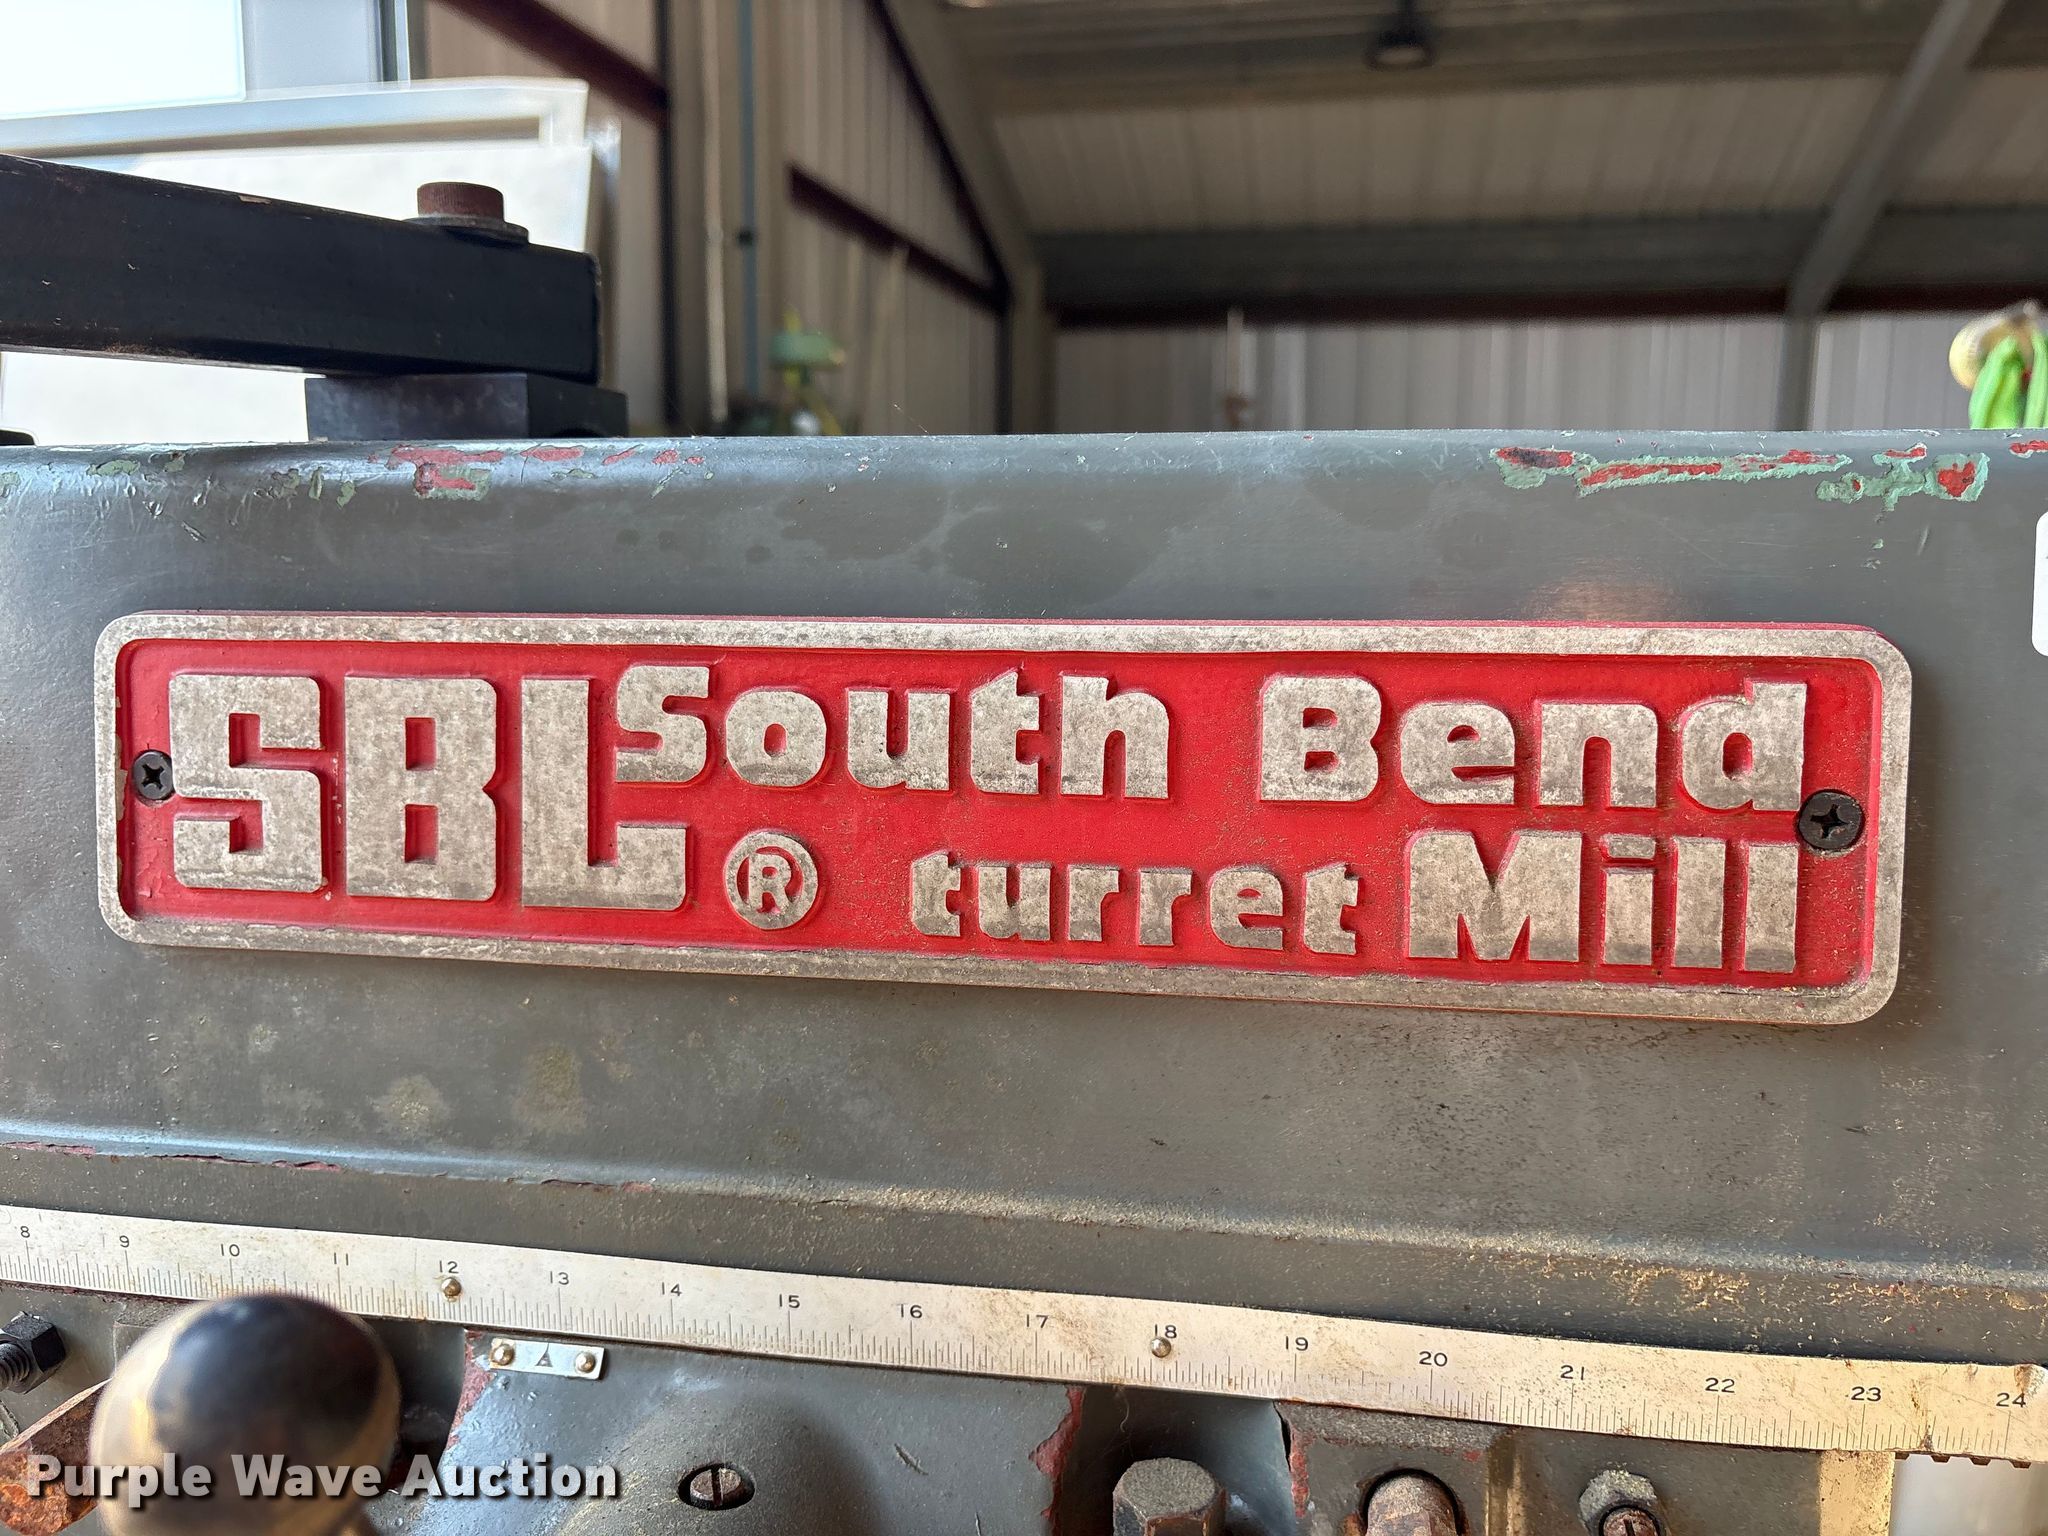 SBL South Bend
® turret Mill
8 9 10 11 12 13 14 15 16 17 18 19 20 21 22 23 24
A
Purple Wave Auction